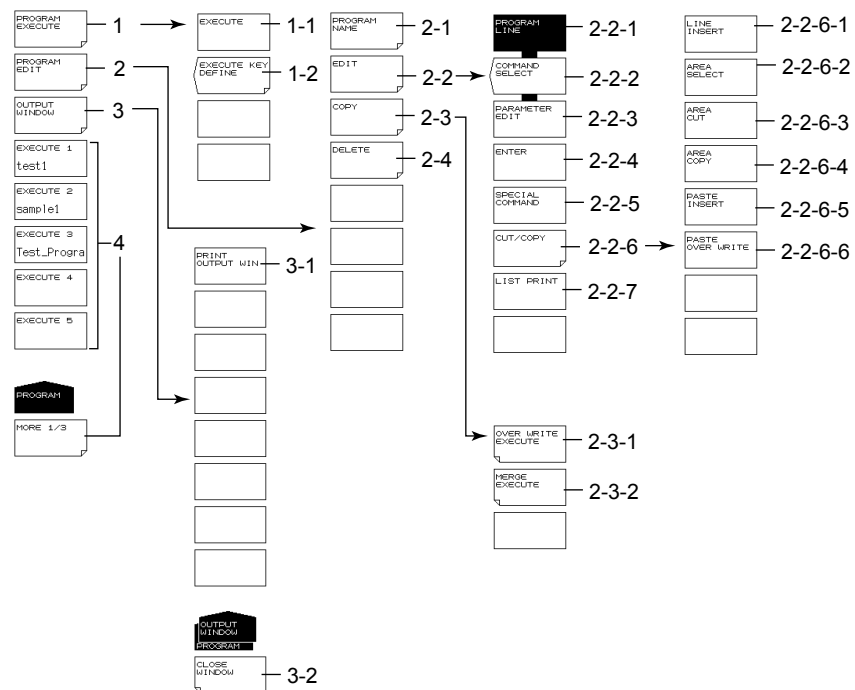 PROGRAM
EXECUTE
1
PROGRAM
EDIT
2
OUTPUT
WINDOW
3
EXECUTE 1
test1
EXECUTE 2
sample1
EXECUTE 3
Test_Progra
EXECUTE 4
EXECUTE 5
4
PROGRAM
MORE 1/3
EXECUTE
1-1
EXECUTE KEY
DEFINE
1-2
PRINT
OUTPUT WIN
3-1
OUTPUT
WINDOW
PROGRAM
CLOSE
WINDOW
3-2
PROGRAM
NAME
2-1
EDIT
2-2
COPY
2-3
DELETE
2-4
PROGRAM
LINE
2-2-1
COMMAND
SELECT
2-2-2
PARAMETER
EDIT
2-2-3
ENTER
2-2-4
SPECIAL
COMMAND
2-2-5
CUT/COPY
2-2-6
LIST PRINT
2-2-7
OVER WRITE
EXECUTE
2-3-1
MERGE
EXECUTE
2-3-2
LINE
INSERT
2-2-6-1
AREA
SELECT
2-2-6-2
AREA
CUT
2-2-6-3
AREA
COPY
2-2-6-4
PASTE
INSERT
2-2-6-5
PASTE
OVER WRITE
2-2-6-6